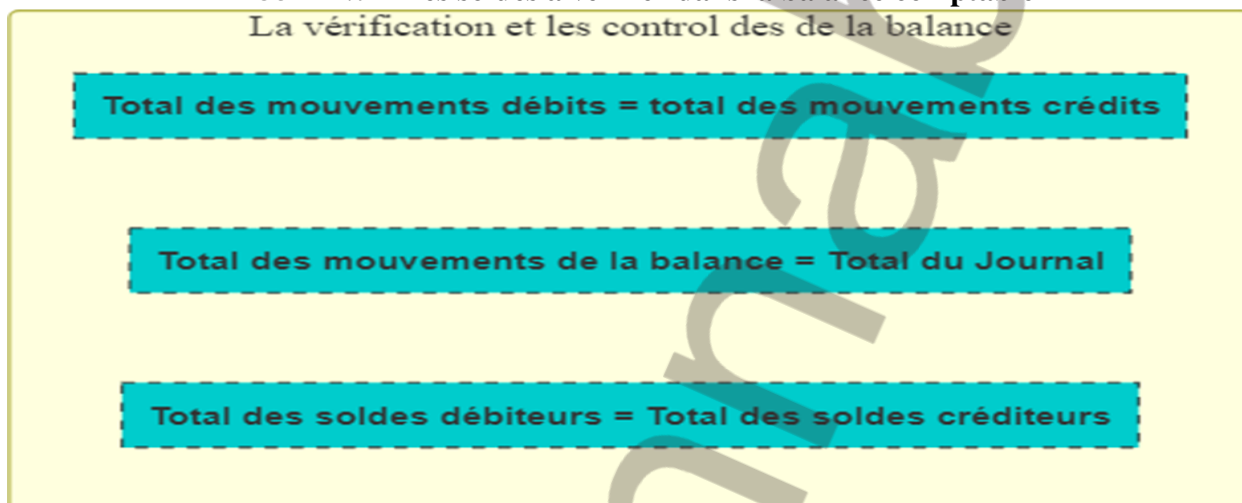 La vérification et les control des de la balance
Total des mouvements débits = total des mouvements crédits
Total des mouvements de la balance = Total du Journal
Total des soldes débiteurs = Total des soldes créditeurs